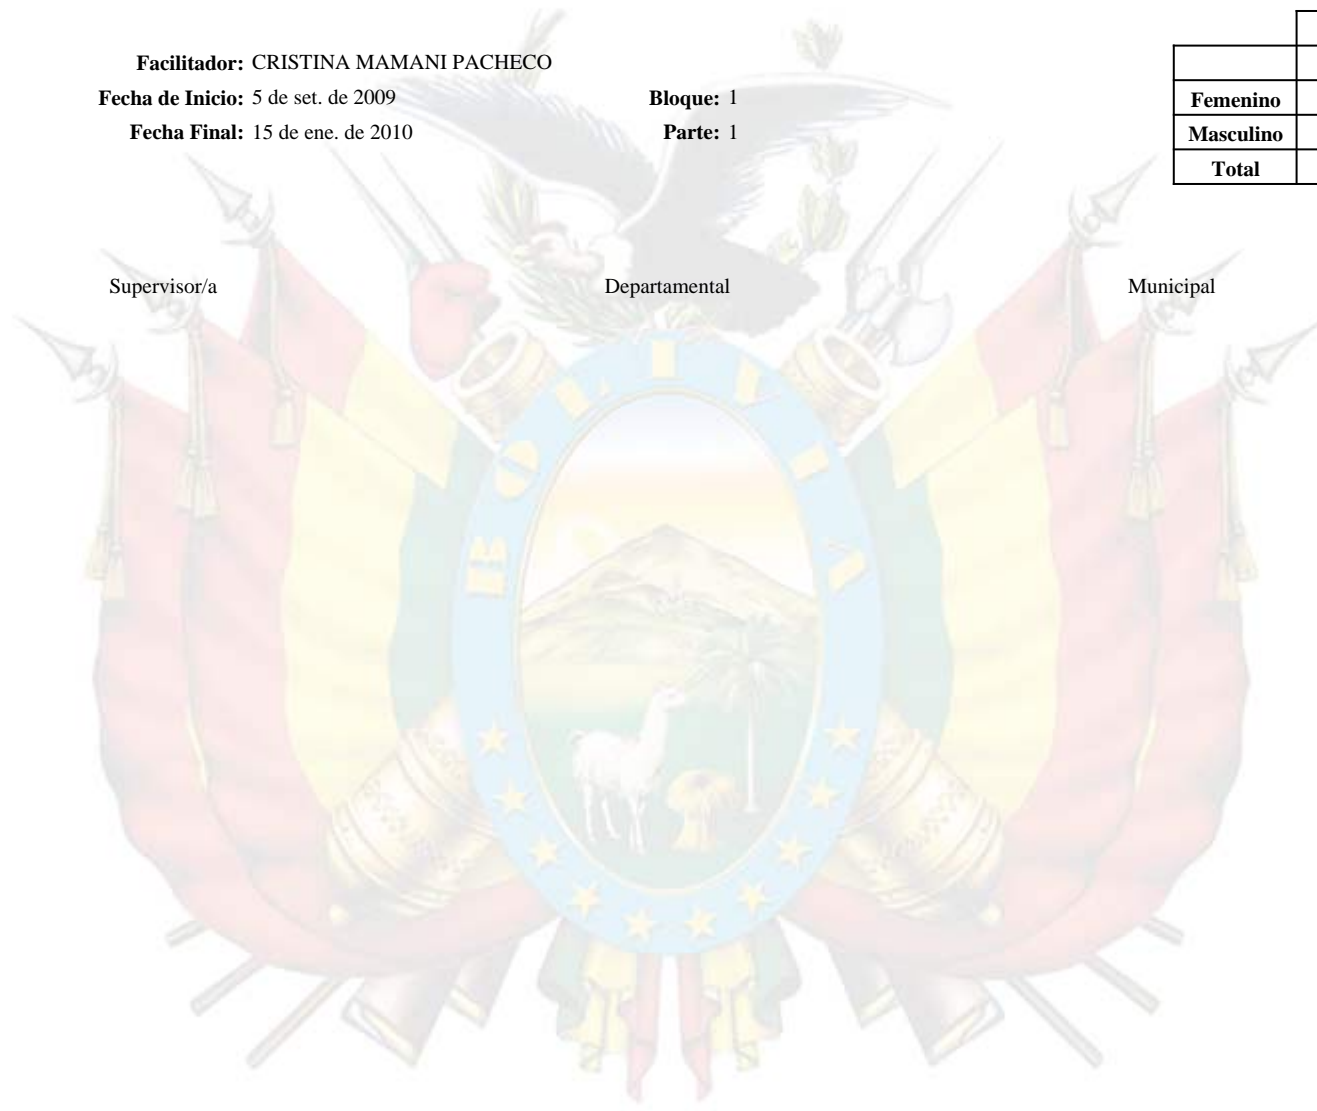 Facilitador: CRISTINA MAMANI PACHECO
Fecha de Inicio: 5 de set. de 2009 Bloque: 1
Fecha Final: 15 de ene. de 2010 Parte: 1
Femenino
Masculino
Total
Supervisor/a Departamental Municipal
BOLIVIA